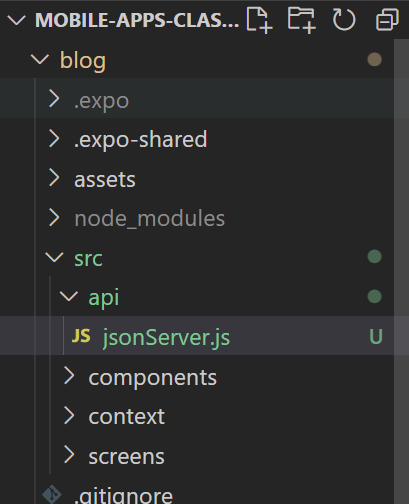 MOBILE-APPS-CLAS...
blog
.expo
.expo-shared
assets
node_modules
src
api
JS jsonServer.js U
components
context
screens
.gitignore